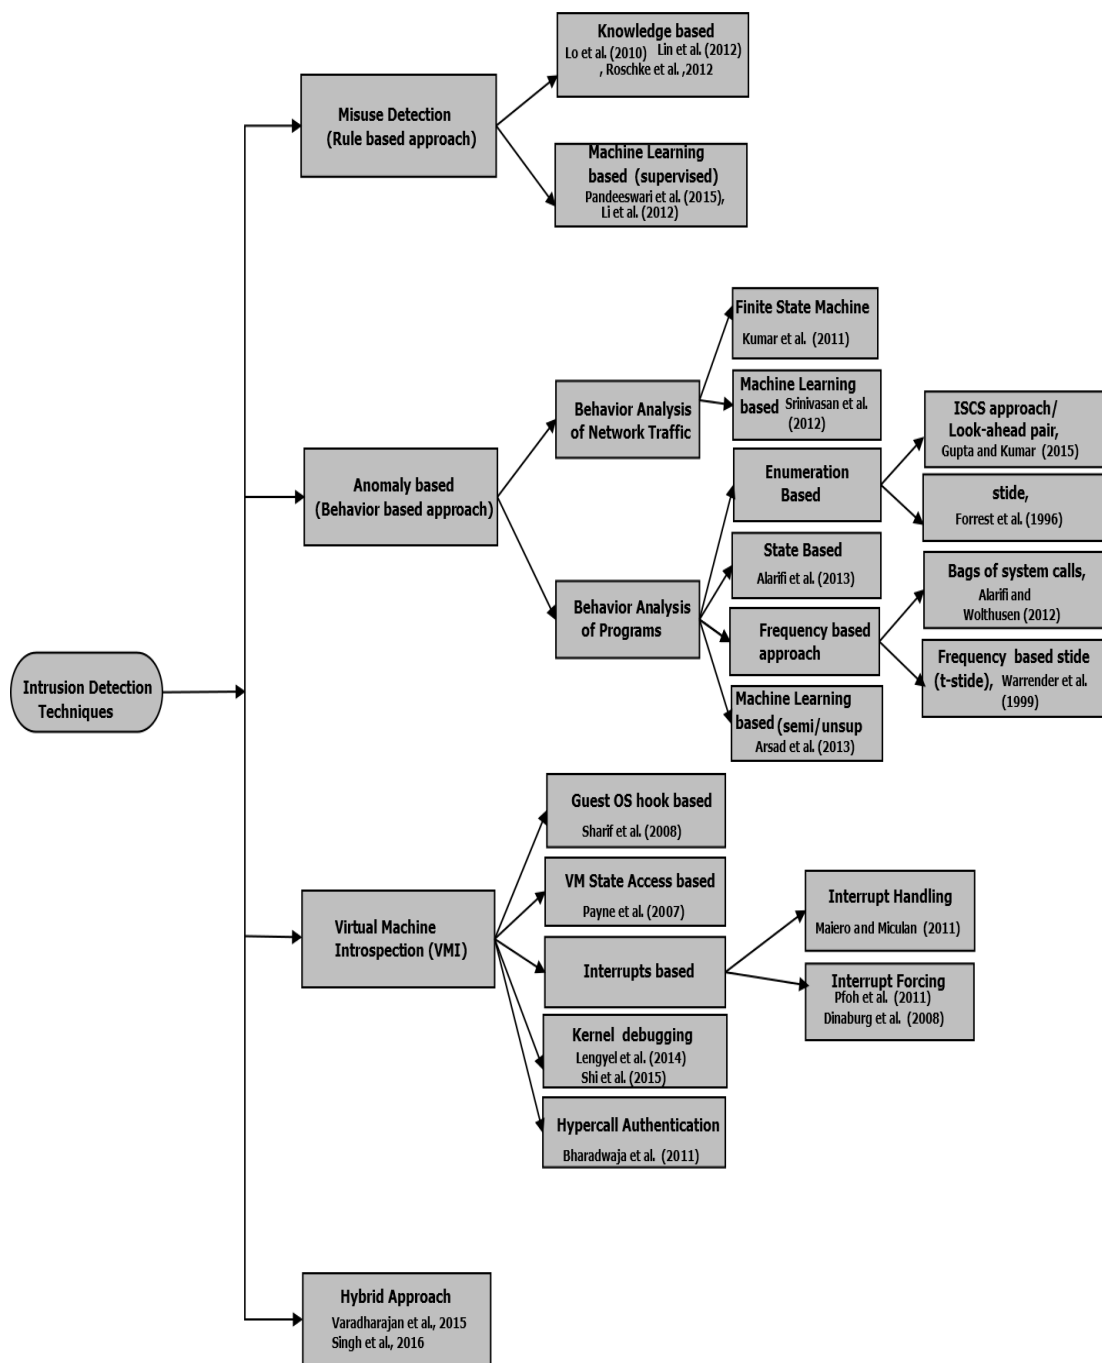 Knowledge based
Lo et al. (2010) Lin et al. (2012)
, Roschke et al. ,2012
Misuse Detection
(Rule based approach)
Machine Learning
based (supervised)
Pandeeswari et al. (2015),
Li et al. (2012)
Finite State Machine
Kumar et al. (2011)
Machine Learning
based Srinivasan et al.
(2012)
Behavior Analysis
of Network Traffic
ISCS approach/
Look-ahead pair,
Gupta and Kumar (2015)
Enumeration
Based
stide,
Forrest et al. (1996)
Anomaly based
(Behavior based approach)
State Based
Alarifi et al. (2013)
Bags of system calls,
Alarifi and
Wolthusen (2012)
Behavior Analysis
of Programs
Frequency based
approach
Frequency based stide
(t-stide), Warrender et al.
(1999)
Machine Learning
based (semi/unsup
Arsad et al. (2013)
Intrusion Detection
Techniques
Guest OS hook based
Sharif et al. (2008)
VM State Access based
Payne et al. (2007)
Interrupt Handling
Maiero and Miculan (2011)
Virtual Machine
Introspection (VMI)
Interrupts based
Interrupt Forcing
Pfoh et al. (2011)
Dinaburg et al. (2008)
Kernel debugging
Lengyel et al. (2014)
Shi et al. (2015)
Hypercall Authentication
Bharadwaja et al. (2011)
Hybrid Approach
Varadharajan et al., 2015
Singh et al., 2016